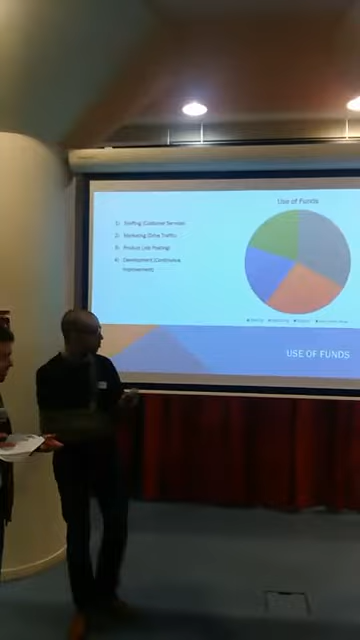 Use of Funds
1) Staffing (Customer Service)
2) Marketing (Drive Traffic)
3) Product (Job Posting)
4) Development (Continuous
Improvement)
USE OF FUNDS